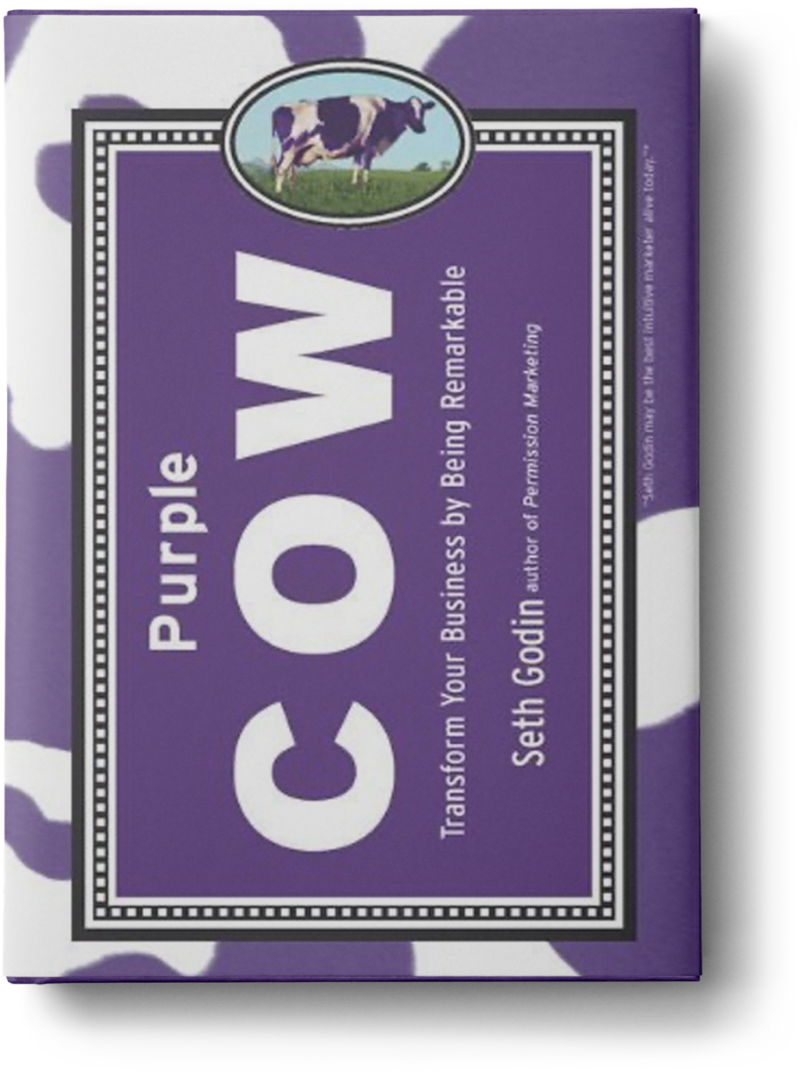 Purple
COW
Transform Your Business by Being Remarkable
Seth Godin author of Permission Marketing
"Seth Godin may be the best intuitive marketer alive today."*